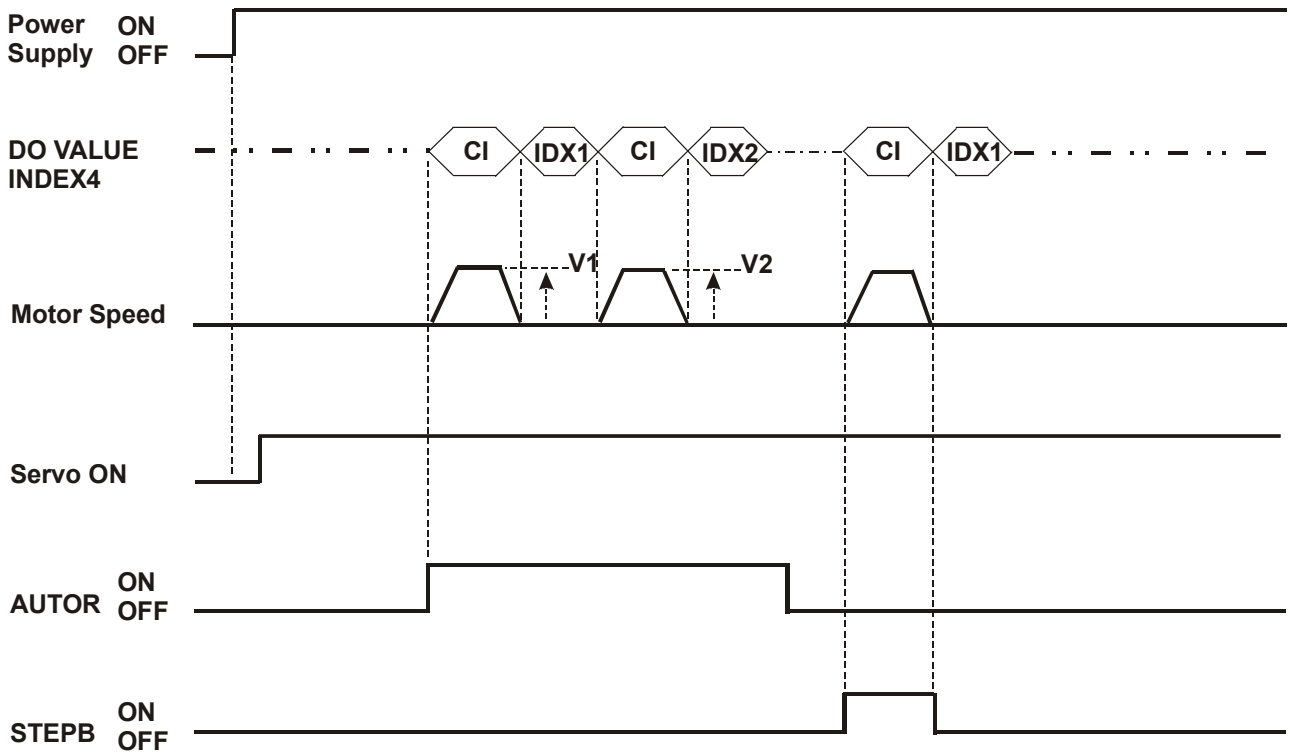 Power ON
Supply OFF
DO VALUE
INDEX4
CI IDX1 CI IDX2 CI IDX1
V1 V2
Motor Speed
Servo ON
ON
AUTOR OFF
ON
STEPB OFF